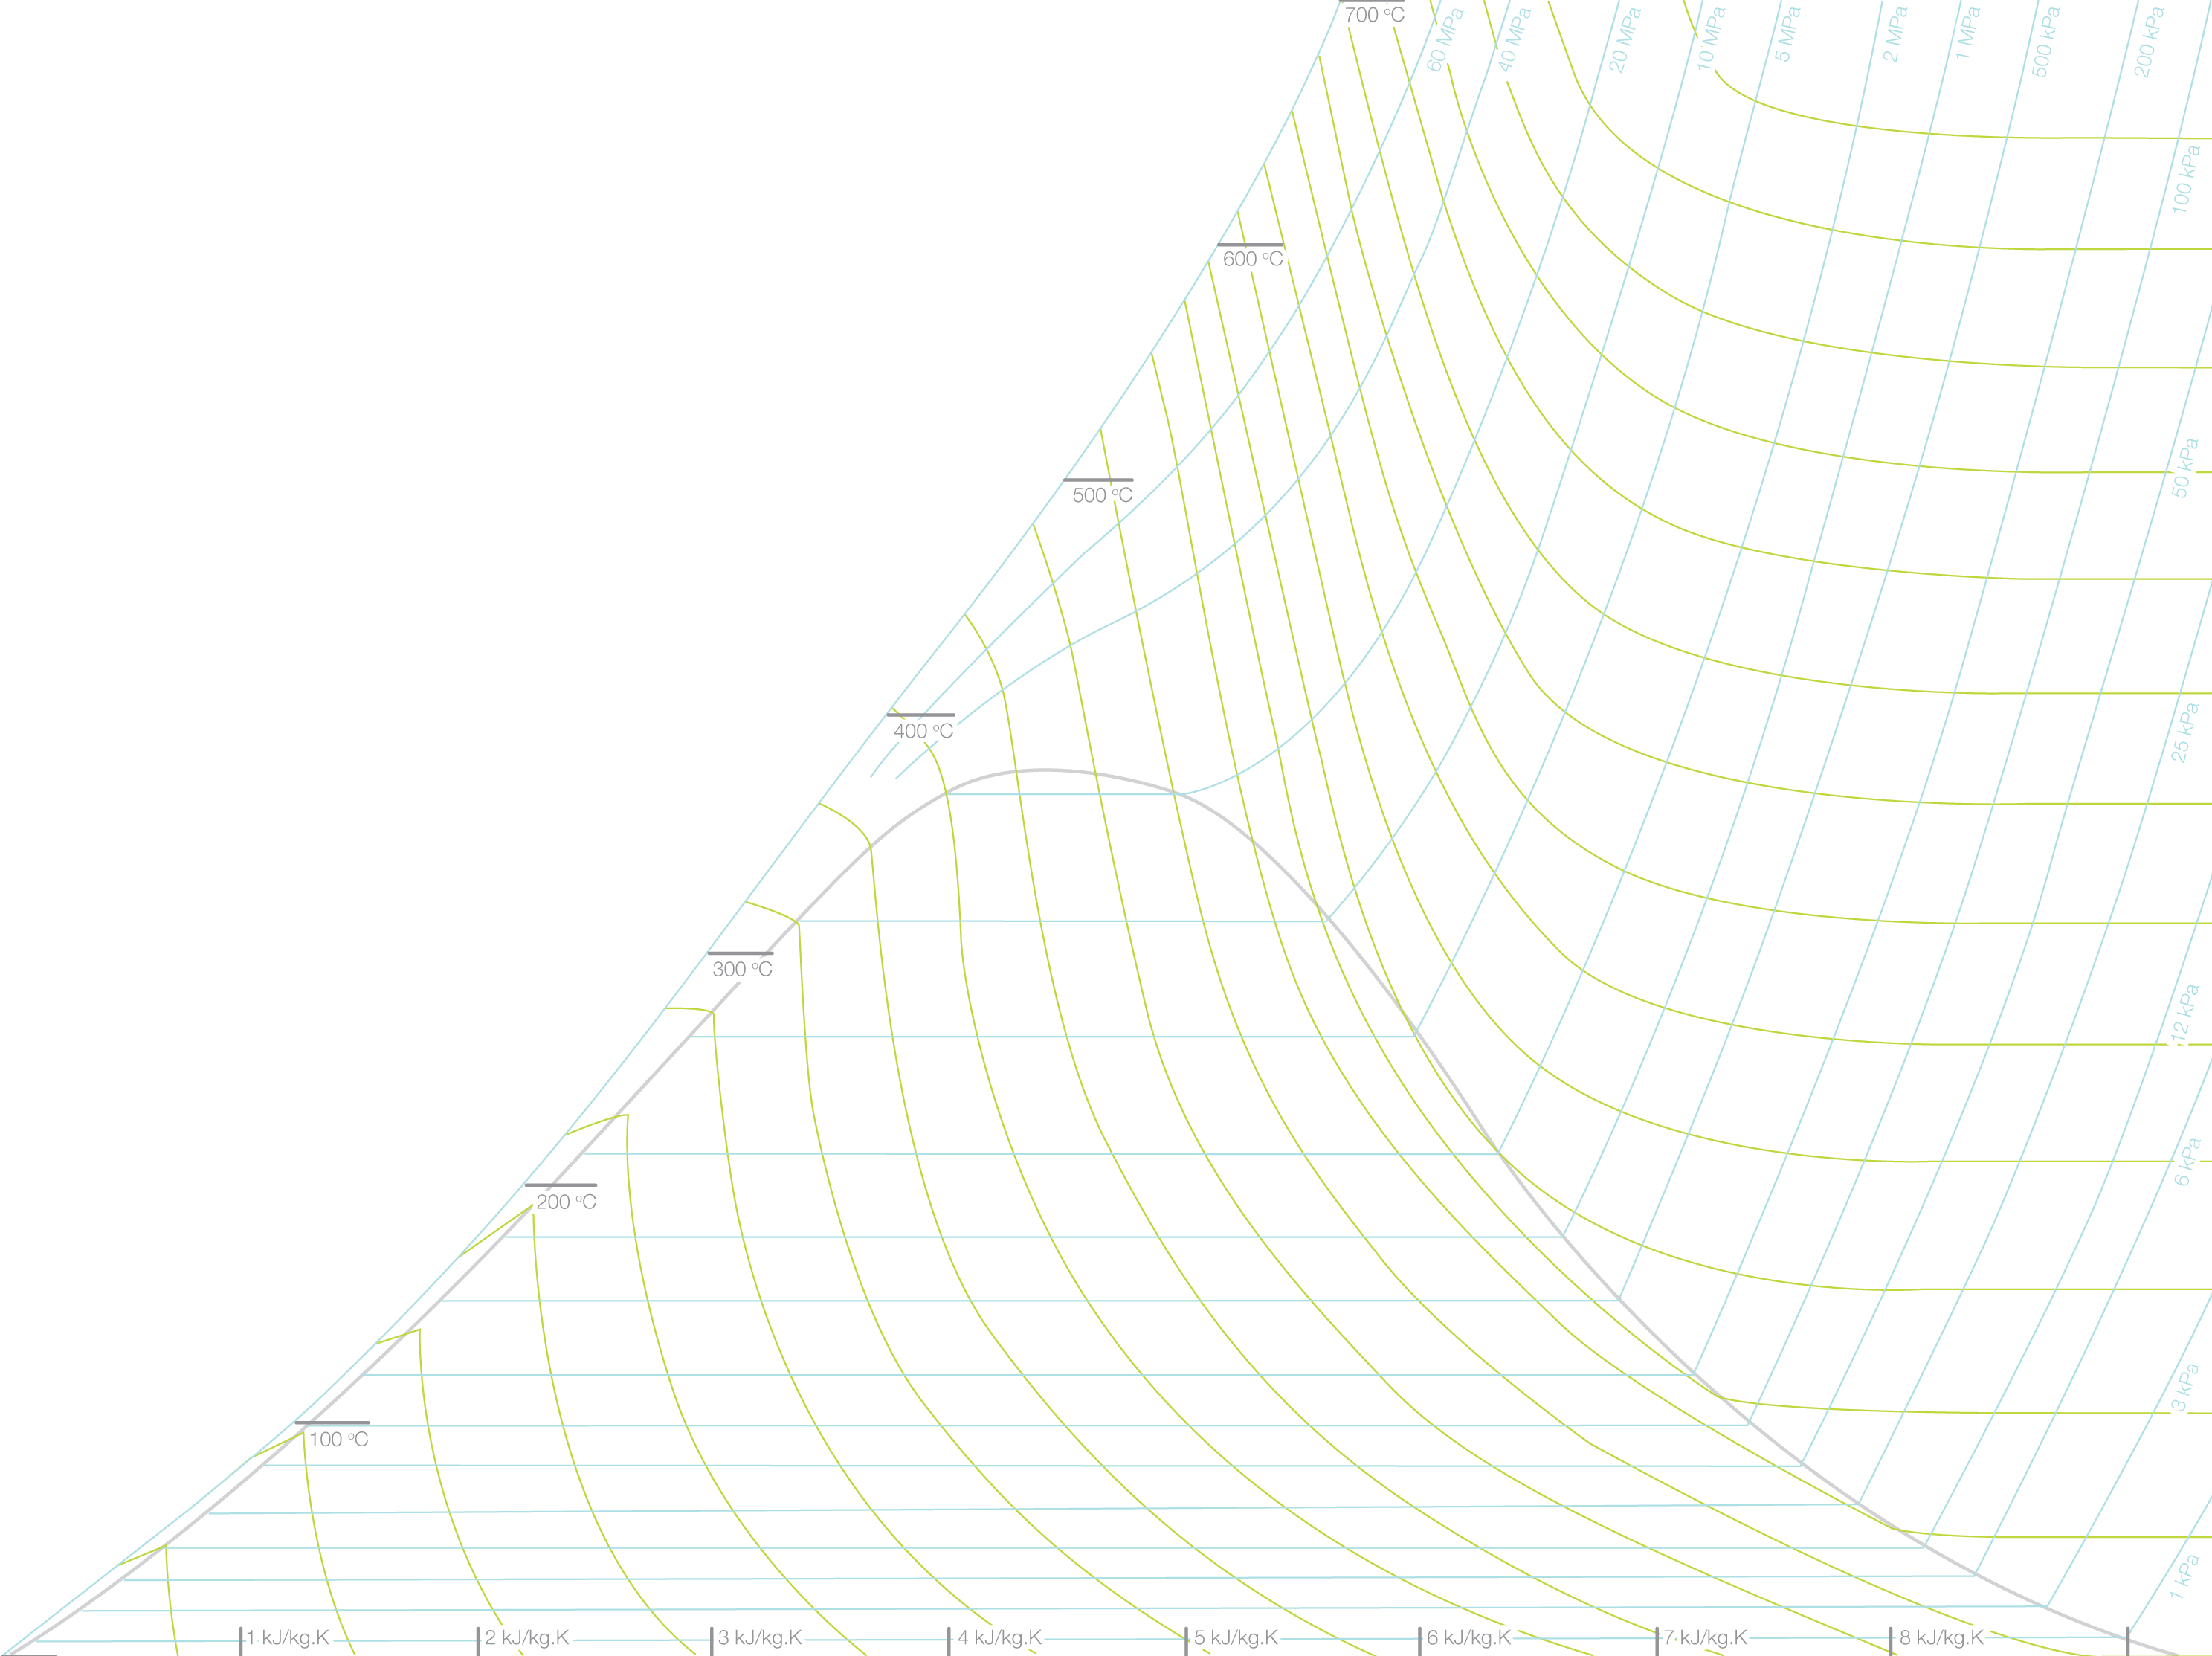 700 °C
60 MPa
40 MPa
20 MPa
10 MPa
5 MPa
2 MPa
1 MPa
500 kPa
200 kPa
100 kPa
600 °C
50 kPa
500 °C
25 kPa
400 °C
12 kPa
300 °C
6 kPa
200 °C
3 kPa
100 °C
1 kPa
1 kJ/kg.K
2 kJ/kg.K
3 kJ/kg.K
4 kJ/kg.K
5 kJ/kg.K
6 kJ/kg.K
7 kJ/kg.K
8 kJ/kg.K